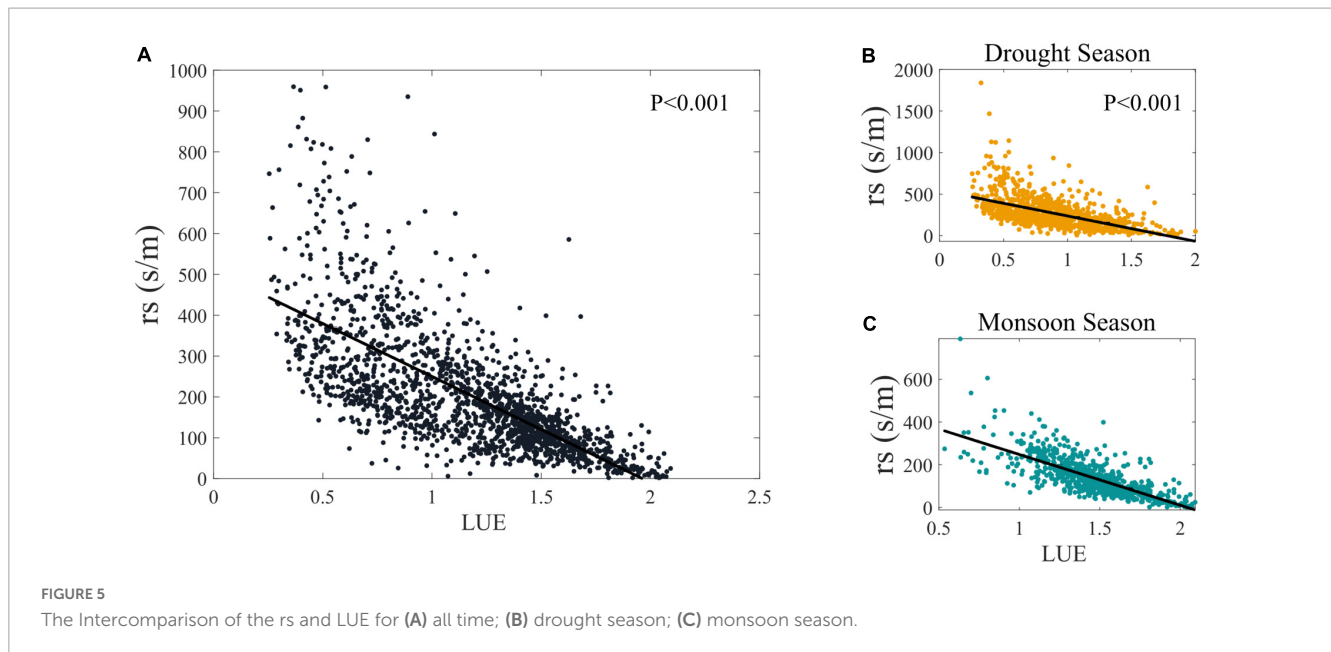 A
1000
900
800
700
600
500
400
300
200
100
0
rs (s/m)
P<0.001
0 0.5 1 1.5 2 2.5
LUE
B
Drought Season
2000
1500
1000
500
0
rs (s/m)
P<0.001
0 0.5 1 1.5 2
C
Monsoon Season
600
400
200
0
rs (s/m)
0.5 1 1.5 2
LUE
FIGURE 5
The Intercomparison of the rs and LUE for (A) all time; (B) drought season; (C) monsoon season.